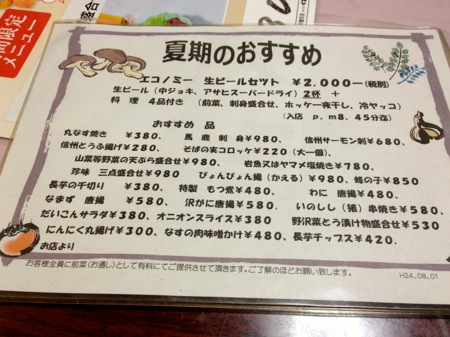 間限定
メニュー
夏期のおすすめ
エコノミー 生ビールセット ¥2,000ー(税別)
生ビール(中ジョキ、アサヒスーパードライ)2杯 +
料理 4品付き (前菜、刺身盛合せ、ホッケ一夜干し、冷ヤッコ)
(入店 p.m8、45分迄)
おすすめ 品
丸なす焼き ¥380、 馬鹿刺身¥980、 信州サーモン刺¥680、
信州とうふ揚げ¥280、 そばの実コロッケ¥220(大一個)、
山菜等野菜の天ぷら盛合せ¥980、 岩魚又はヤマメ塩焼き¥780、
珍味 三点盛合せ¥980 ぴょんぴょん揚(かえる)¥980、蜂の子¥850
長芋の千切り ¥380、 特製 もつ煮¥480、 わに 唐揚¥480、
なまず 唐揚 ¥580、 沢がに唐揚¥580、 いのしし(猪)串焼き¥580、
だいこんサラダ¥380、オニオンスライス¥380 野沢菜とう漬け物盛合せ¥530
にんにく丸揚げ¥300、なすの肉味噌かけ¥480、長芋チップス¥420、
お店より
お客様全員に前菜(お通し)として有料にてご提供させて頂きます。ご了解のほどお願い致します。
H24,08,01